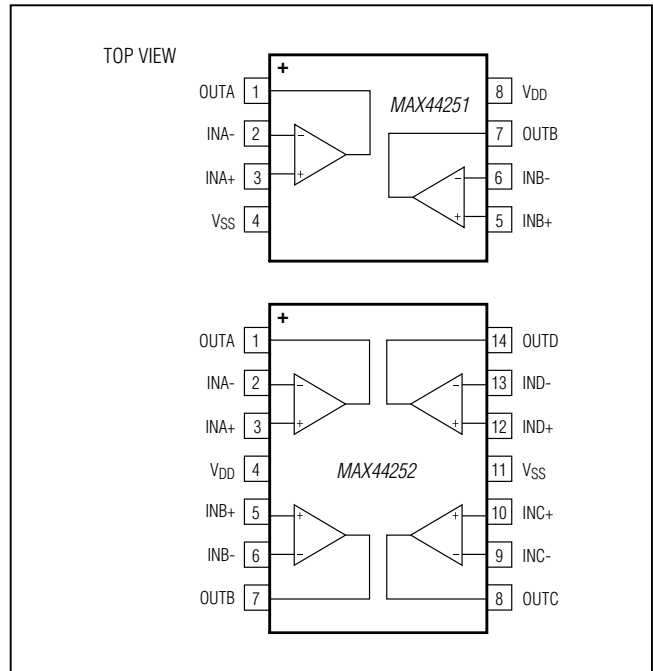 TOP VIEW
+
OUTA 1 MAX44251 8 VDD
7 OUTB
INA- 2 −
− 6 INB-
INA+ 3 +
+ 5 INB+
VSS 4
+
OUTA 1 14 OUTD
INA- 2 − − 13 IND-
INA+ 3 + + 12 IND+
VDD 4 MAX44252 11 VSS
INB+ 5 + + 10 INC+
INB- 6 − − 9 INC-
OUTB 7 8 OUTC